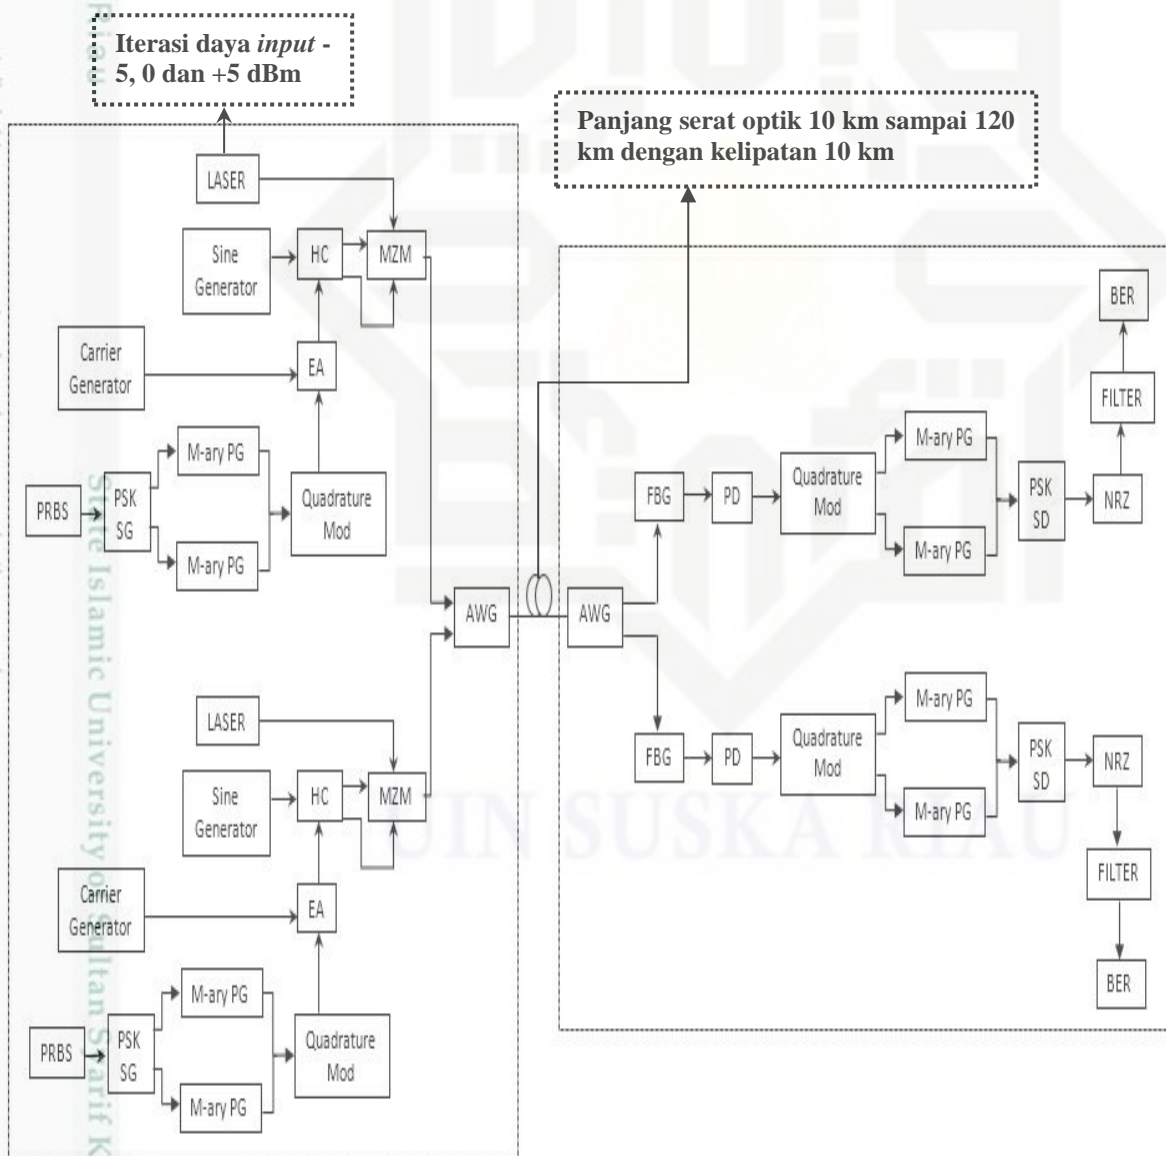 Iterasi daya input -
5, 0 dan +5 dBm
Panjang serat optik 10 km sampai 120
km dengan kelipatan 10 km
LASER
Sine
Generator
HC
MZM
Carrier
Generator
EA
PRBS
PSK
SG
M-ary PG
M-ary PG
Quadrature
Mod
AWG
LASER
Sine
Generator
HC
MZM
Carrier
Generator
EA
PRBS
PSK
SG
M-ary PG
M-ary PG
Quadrature
Mod
AWG
FBG
PD
Quadrature
Mod
M-ary PG
M-ary PG
PSK
SD
NRZ
FILTER
BER
FBG
PD
Quadrature
Mod
M-ary PG
M-ary PG
PSK
SD
NRZ
FILTER
BER
UIN SUSKA RIAU
Riau
State Islamic University of Sultan Syarif K